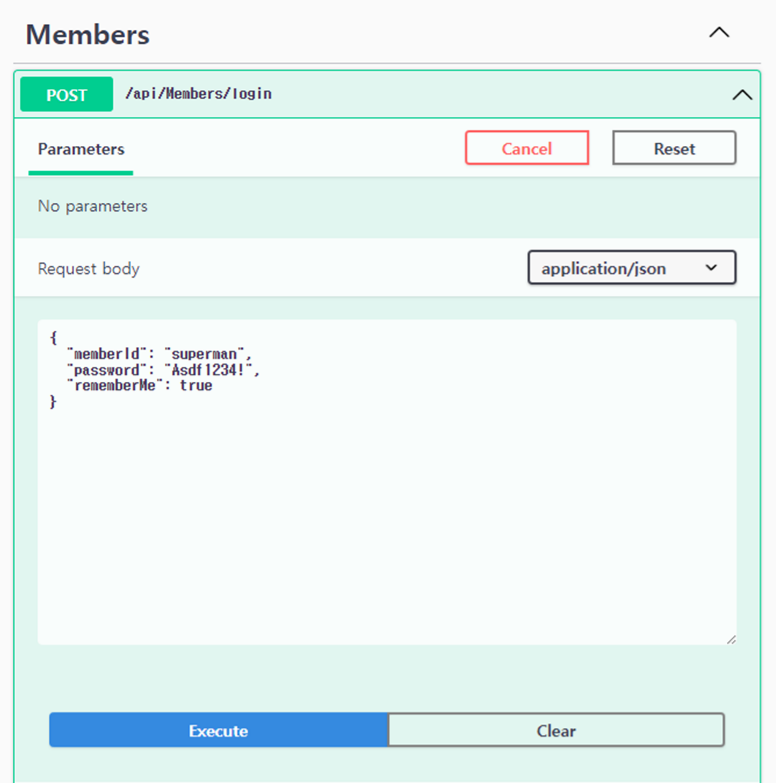 Members
POST /api/Members/login
Parameters Cancel Reset
No parameters
Request body application/json
{
"memberId": "superman",
"password": "Asdf1234!",
"rememberMe": true
}
Execute Clear